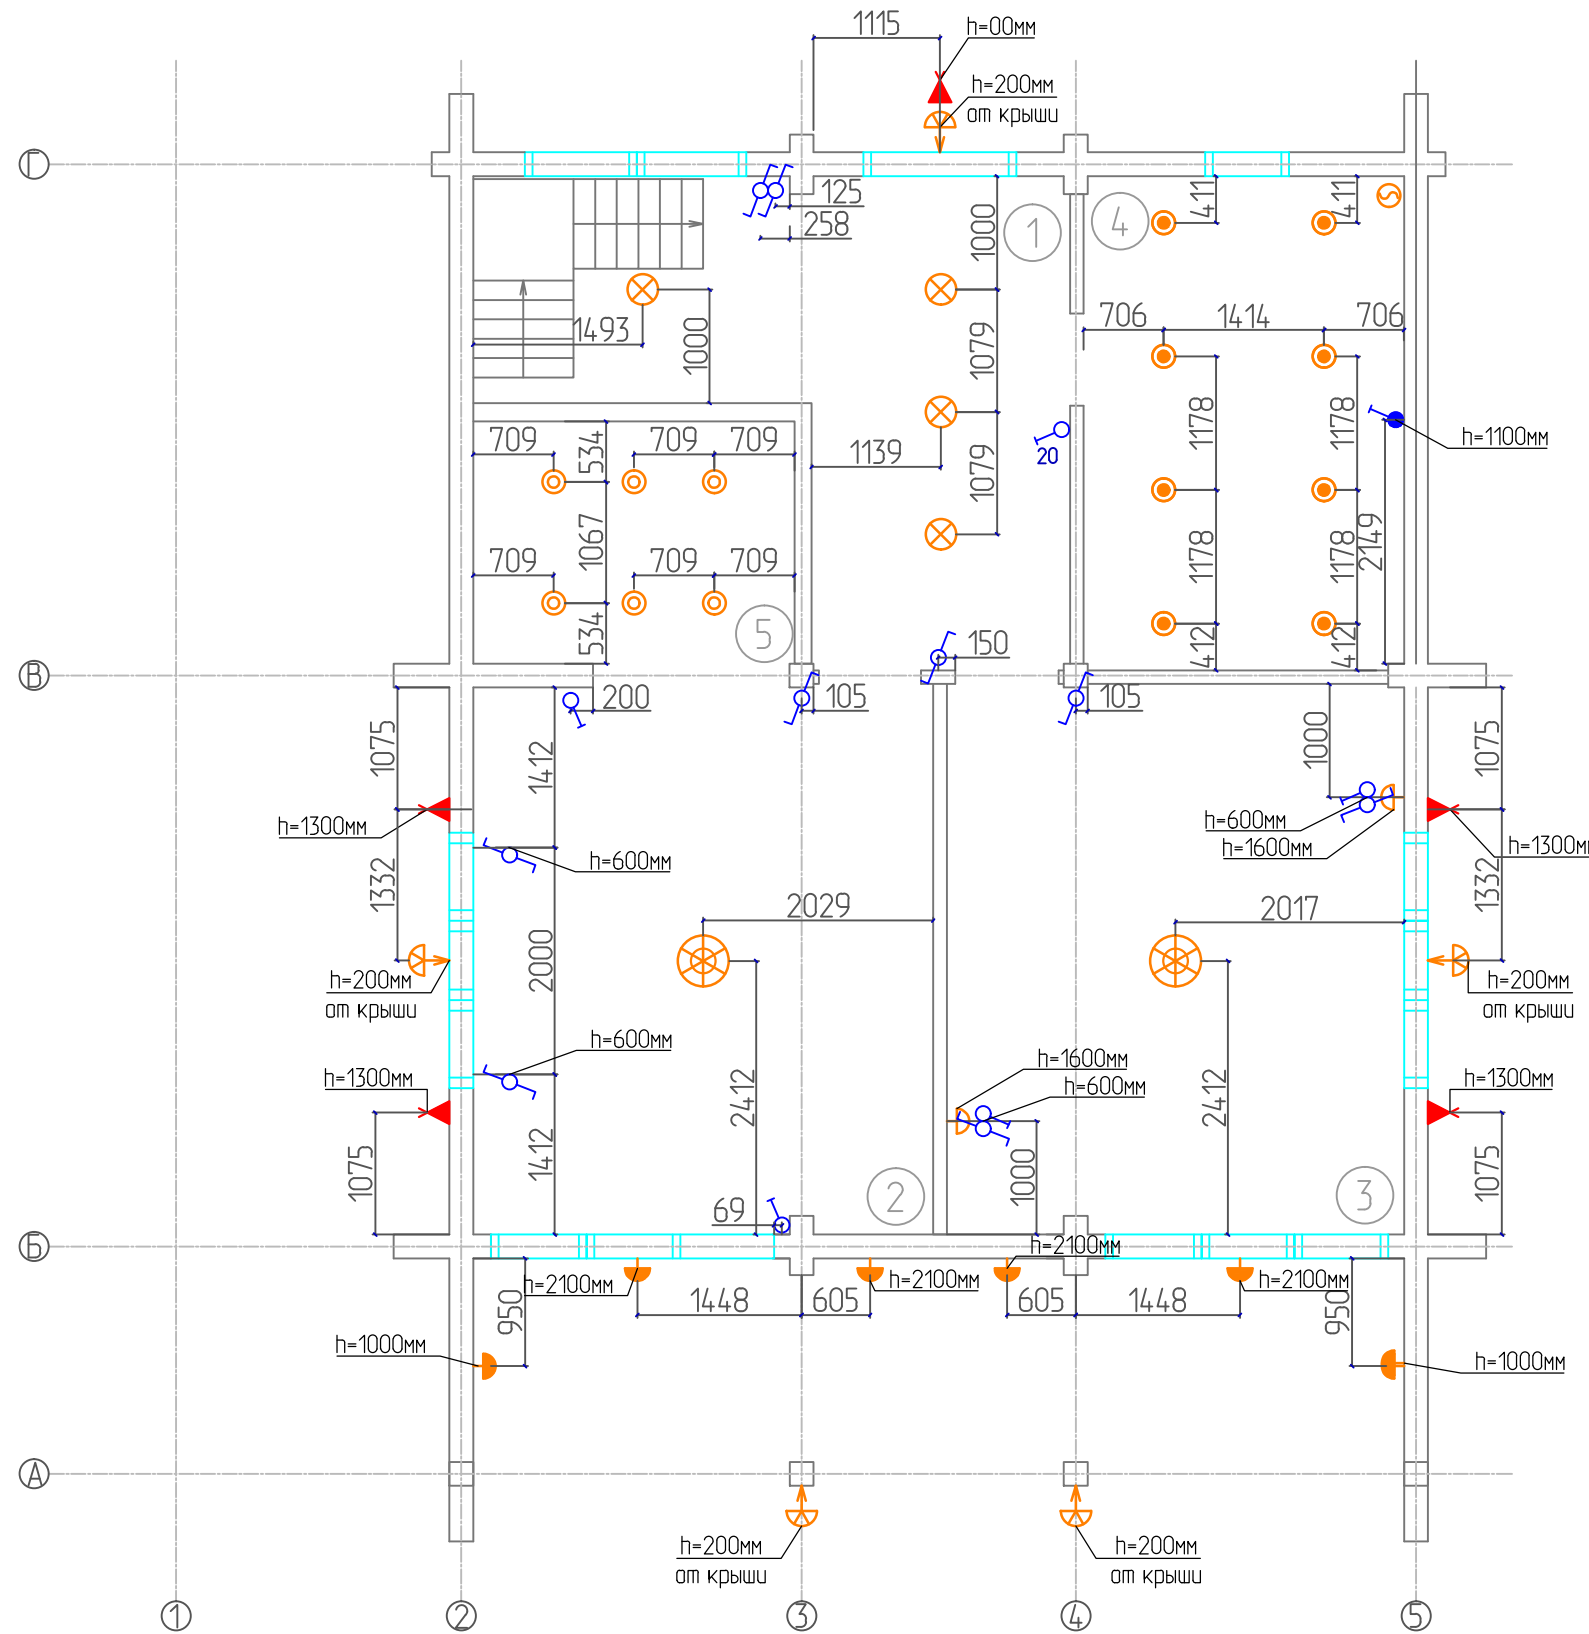 1115
h=00мм
h=200мм
от крыши
Г
125
258
1
4
411
411
1000
706
1414
706
1493
1000
1079
1178
1178
h=1100мм
709
534
709
709
1139
20
1079
1067
1178
1178
2149
709
709
709
534
5
412
412
150
В
200
105
105
1075
1412
1000
1075
h=1300мм
h=600мм
h=1600мм
h=1300м
h=600мм
1332
1332
2029
2017
2000
h=200мм
от крыши
h=200мм
от крыши
h=600мм
h=1600мм
h=600мм
h=1300мм
h=1300мм
2412
2412
1412
1075
1000
1075
2
3
69
Б
h=2100мм
h=2100мм
h=2100мм
h=2100мм
950
1448
605
605
1448
950
h=1000мм
h=1000мм
А
h=200мм
от крыши
h=200мм
от крыши
1
2
3
4
5